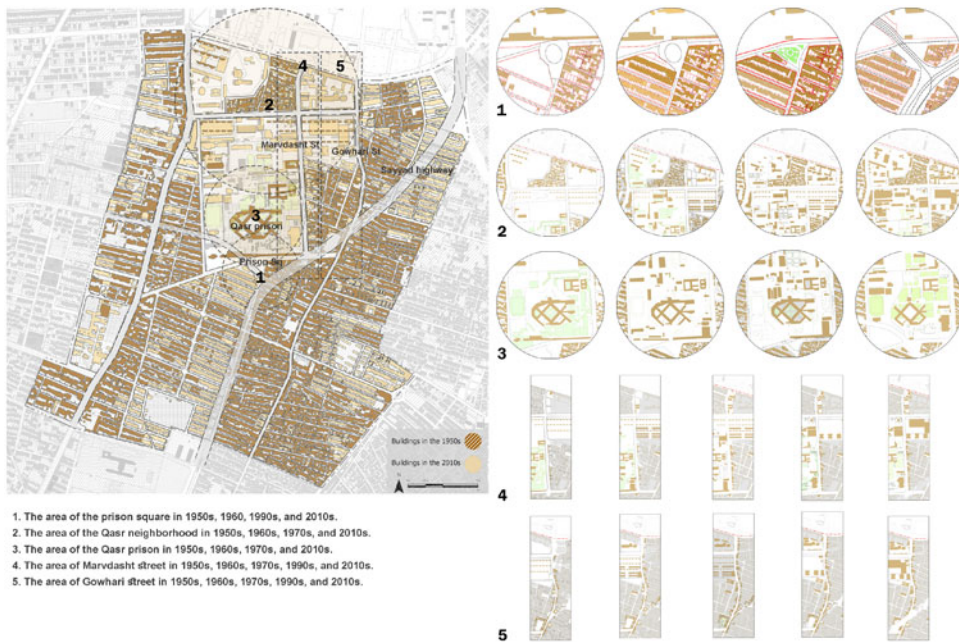 4
5
2
Marvdasht St
Gowhari St
Sayyad highway
3
Qasr prison
Prison Sq
1
Buildings in the 1950s
Buildings in the 2010s
N
1. The area of the prison square in 1950s, 1960, 1990s, and 2010s.
2. The area of the Qasr neighborhood in 1950s, 1960s, 1970s, and 2010s.
3. The area of the Qasr prison in 1950s, 1960s, 1970s, and 2010s.
4. The area of Marvdasht street in 1950s, 1960s, 1970s, 1990s, and 2010s.
5. The area of Gowhari street in 1950s, 1960s, 1970s, 1990s, and 2010s.
1
2
3
4
5